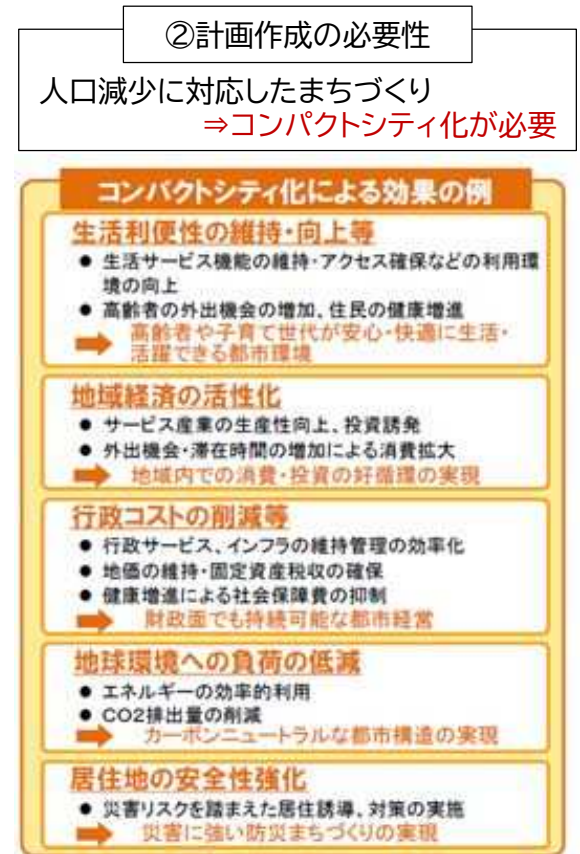 ②計画作成の必要性
人口減少に対応したまちづくり
⇒コンパクトシティ化が必要
コンパクトシティ化による効果の例
生活利便性の維持・向上等
● 生活サービス機能の維持・アクセス確保などの利用環
境の向上
● 高齢者の外出機会の増加、住民の健康増進
➡ 高齢者や子育て世代が安心・快適に生活・
活躍できる都市環境
地域経済の活性化
● サービス産業の生産性向上、投資誘発
● 外出機会・滞在時間の増加による消費拡大
➡ 地域内での消費・投資の好循環の実現
行政コストの削減等
● 行政サービス、インフラの維持管理の効率化
● 地価の維持・固定資産税収の確保
● 健康増進による社会保障費の抑制
➡ 財政面でも持続可能な都市経営
地球環境への負荷の低減
● エネルギーの効率的利用
● CO2排出量の削減
➡ カーボンニュートラルな都市構造の実現
居住地の安全性強化
● 災害リスクを踏まえた居住誘導、対策の実施
➡ 災害に強い防災まちづくりの実現